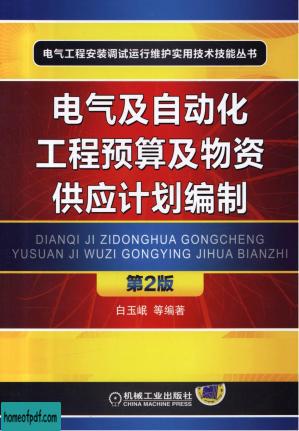 电气工程安装调试运行维护实用技术技能丛书
电气及自动化
工程预算及物资
供应计划编制
DIANQI JI ZIDONGHUA GONGCHENG
YUSUAN JI WUZI GONGYING JIHUA BIANZHI
第2版
白玉岷 等编著
机械工业出版社
CHINA MACHINE PRESS
homeofpdf.com